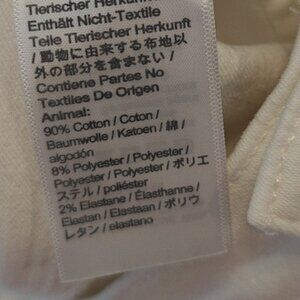 Tierischer Herkunft
Enthält Nicht-Textile
Teile Tierischer Herkunft
/ 動物に由来する布地以
外の部分を含まない /
Contiene Partes No
Textiles De Origen
Animal:
90% Cotton / Coton /
Baumwolle / Katoen / 綿 /
algodón
8% Polyester / Polyester /
Polyester / Polyester / ポリエ
ステル / poliéster
2% Elastane / Élasthanne /
Elastan / Elastaan / ポリウ
レタン / elastano